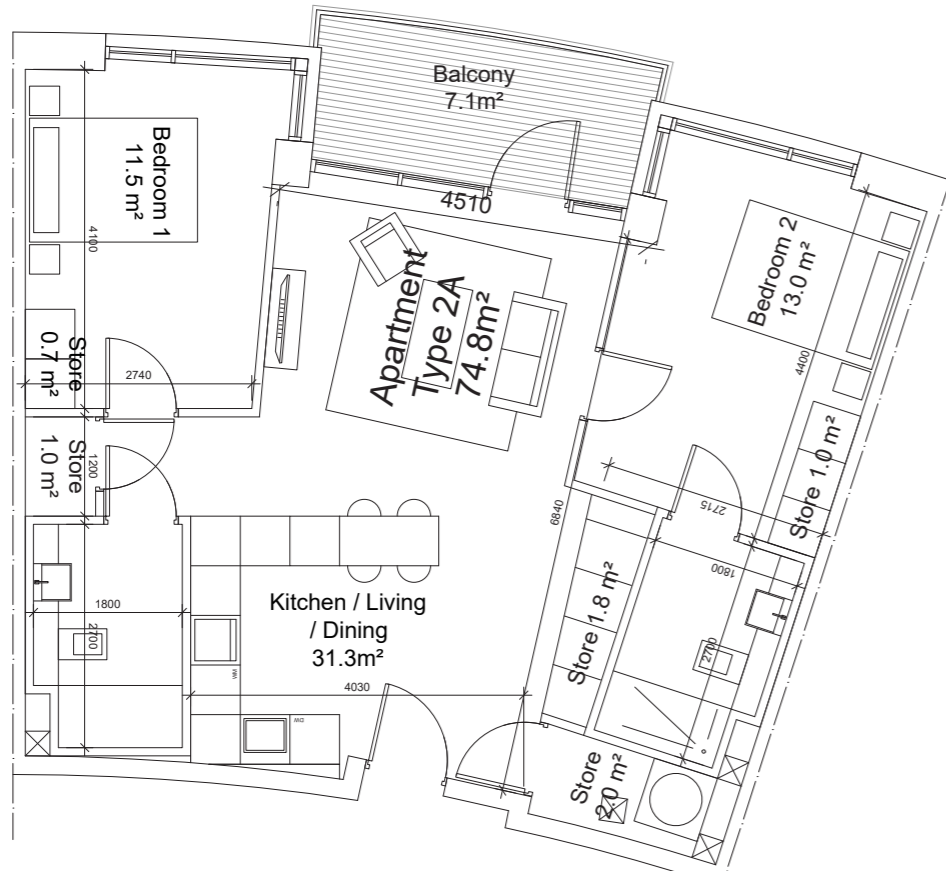 Balcony
7.1m²
4510
Bedroom 1
11.5 m²
4100
Bedroom 2
13.0 m²
4400
Apartment
Type 2A
74.8m²
Store
0.7 m²
2740
Store
1.0 m²
1200
Store 1.0 m²
2715
6840
1800
Kitchen / Living
/ Dining
31.3m²
Store 1.8 m²
1800
2700
2700
WM
4030
DW
Store
2.0 m²